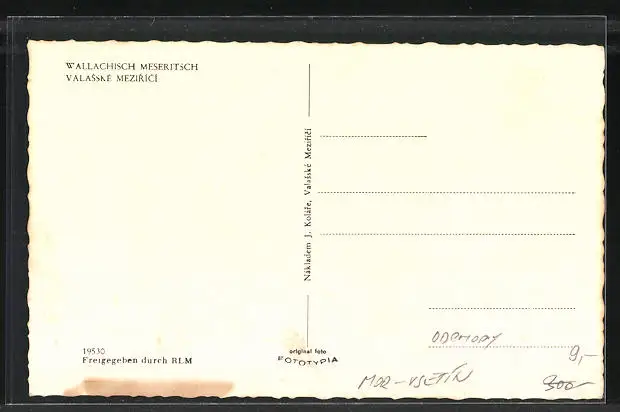 WALLACHISCH MESERITSCH
VALAŠSKÉ MEZIŘÍČÍ
Nákladem J. Koláře, Valašské Meziříčí
19530
Freigegeben durch RLM
original foto
FOTOTYPIA
ODCHODY
9,-
MOR-VSETÍN
300-